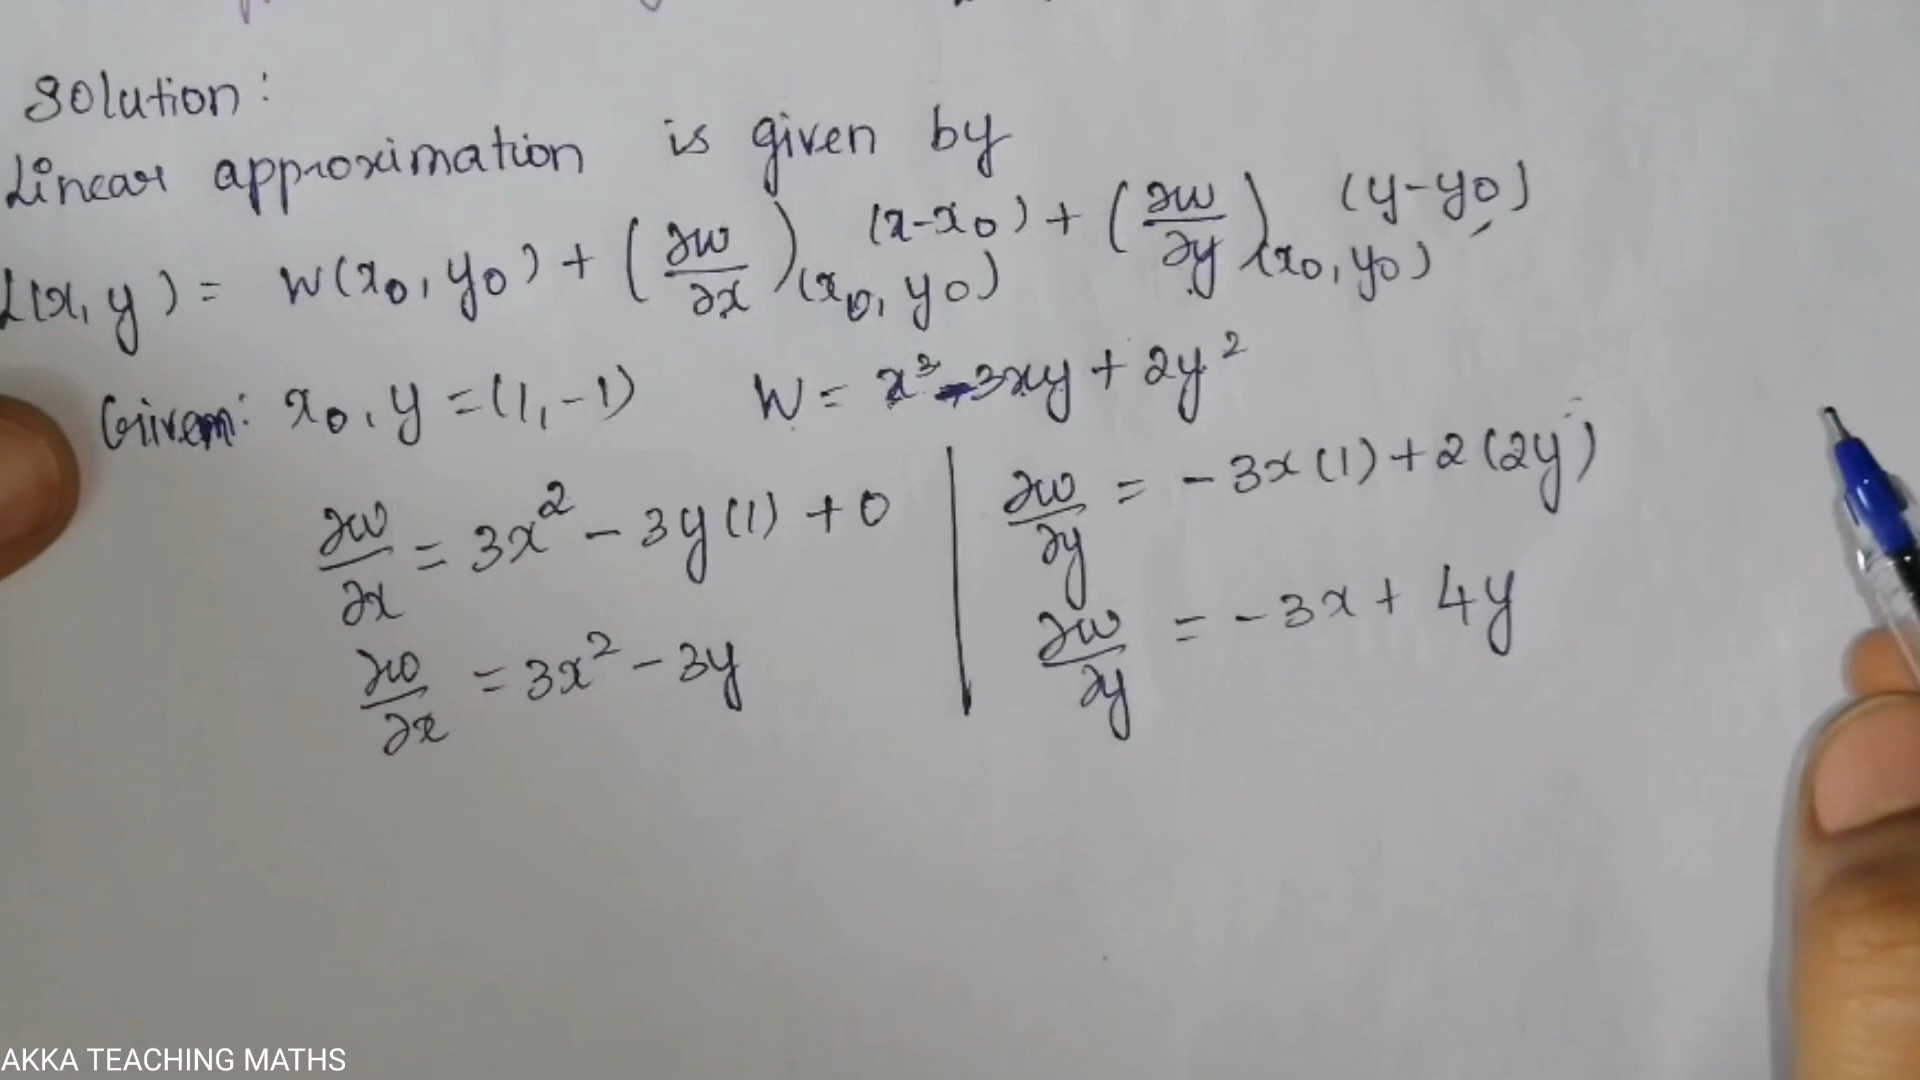 Solution:
Linear approximation is given by
L(x, y) = W(x₀, y₀) + (∂w/∂x)(x₀, y₀) (x-x₀) + (∂w/∂y)(x₀, y₀) (y-y₀)
Given: x₀, y = (1, -1) W = x³ - 3xy + 2y²
∂w/∂x = 3x² - 3y(1) + 0
∂w/∂x = 3x² - 3y
∂w/∂y = -3x(1) + 2(2y)
∂w/∂y = -3x + 4y
AKKA TEACHING MATHS